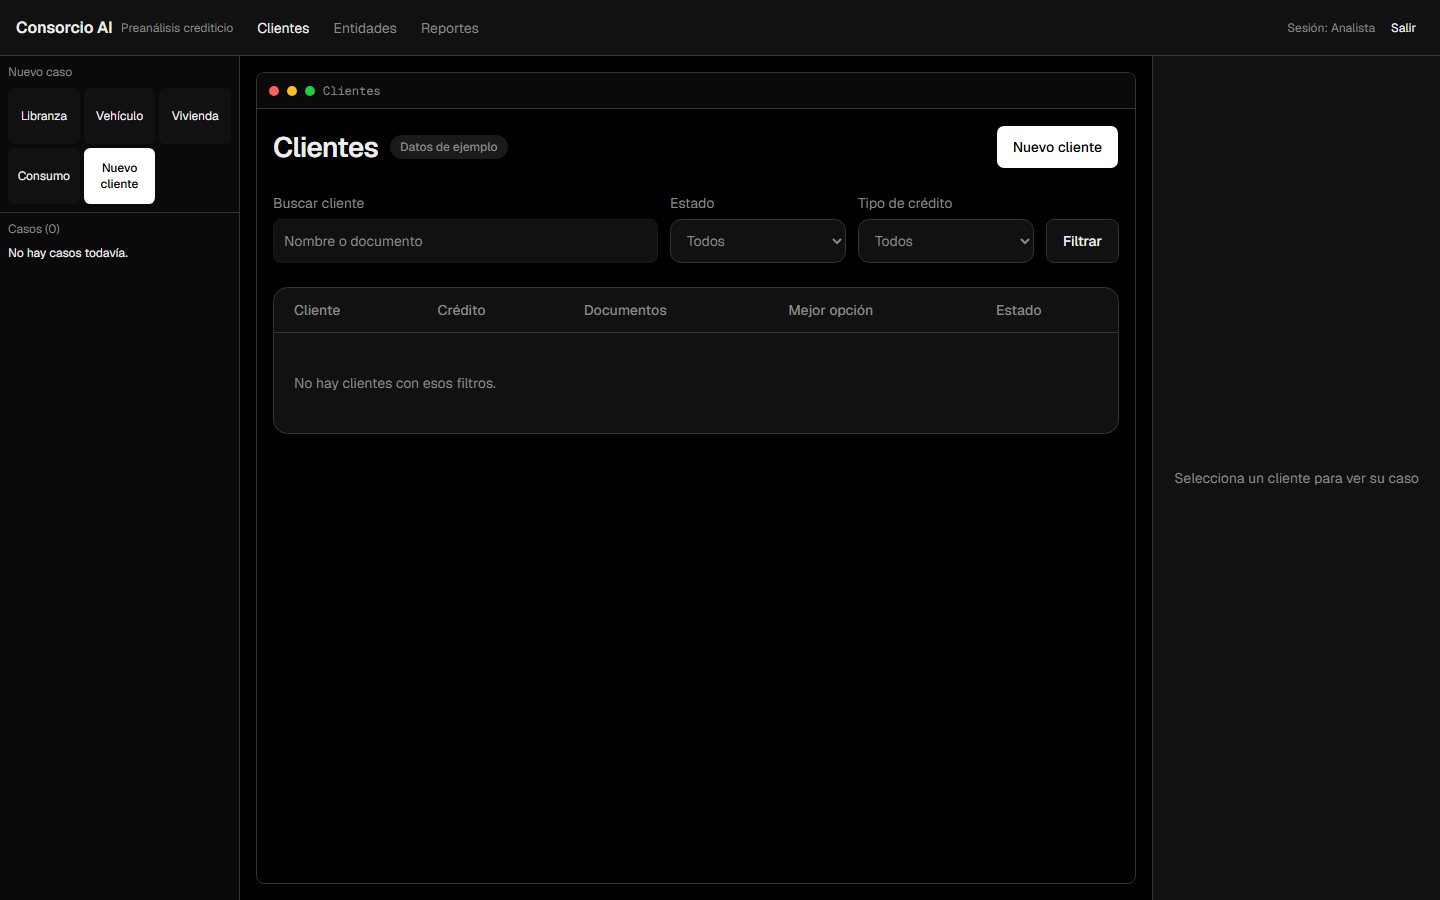 Consorcio AI Preanálisis crediticio Clientes Entidades Reportes Sesión: Analista Salir
Nuevo caso
Libranza Vehículo Vivienda
Consumo Nuevo cliente
Casos (0)
No hay casos todavía.
Clientes
Clientes Datos de ejemplo Nuevo cliente
Buscar cliente Estado Tipo de crédito
Nombre o documento Todos Todos Filtrar
Cliente Crédito Documentos Mejor opción Estado
No hay clientes con esos filtros.
Selecciona un cliente para ver su caso